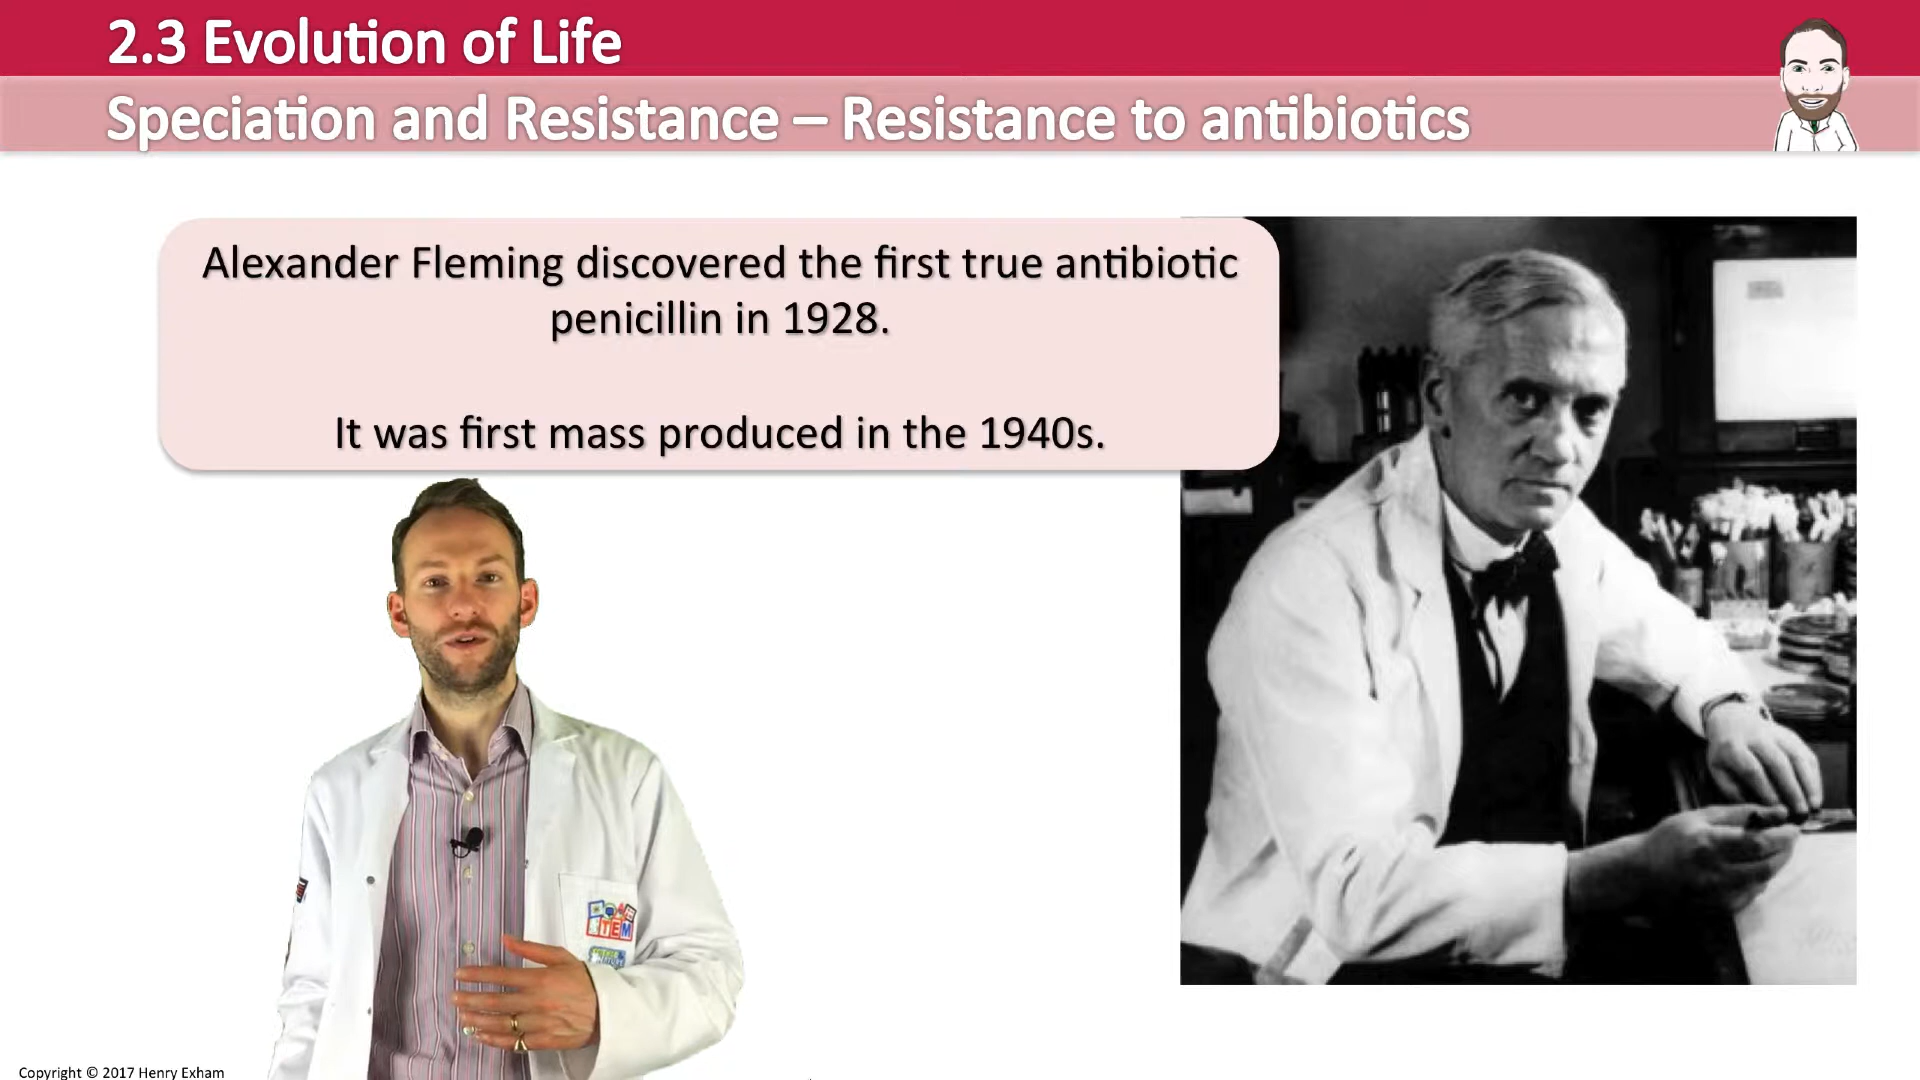 2.3 Evolution of Life
Speciation and Resistance – Resistance to antibiotics
Alexander Fleming discovered the first true antibiotic
penicillin in 1928.
It was first mass produced in the 1940s.
TEM
Copyright © 2017 Henry Exham